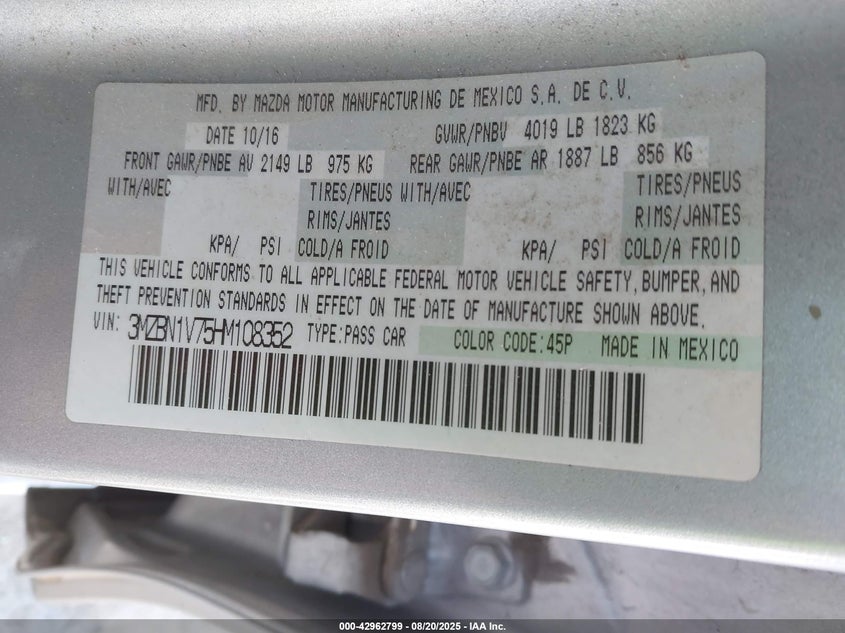 MFD. BY MAZDA MOTOR MANUFACTURING DE MEXICO S.A. DE C.V.
DATE 10/16 GVWR/PNBV 4019 LB 1823 KG
FRONT GAWR/PNBE AV 2149 LB 975 KG REAR GAWR/PNBE AR 1887 LB 856 KG
WITH/AVEC TIRES/PNEUS WITH/AVEC TIRES/PNEUS
RIMS/JANTES RIMS/JANTES
KPA/ PSI COLD/A FROID KPA/ PSI COLD/A FROID
THIS VEHICLE CONFORMS TO ALL APPLICABLE FEDERAL MOTOR VEHICLE SAFETY, BUMPER, AND
THEFT PREVENTION STANDARDS IN EFFECT ON THE DATE OF MANUFACTURE SHOWN ABOVE.
VIN: 3MZBN1V75HM108352 TYPE:PASS CAR COLOR CODE:45P MADE IN MEXICO
000-42962799 - 08/20/2025 - IAA Inc.